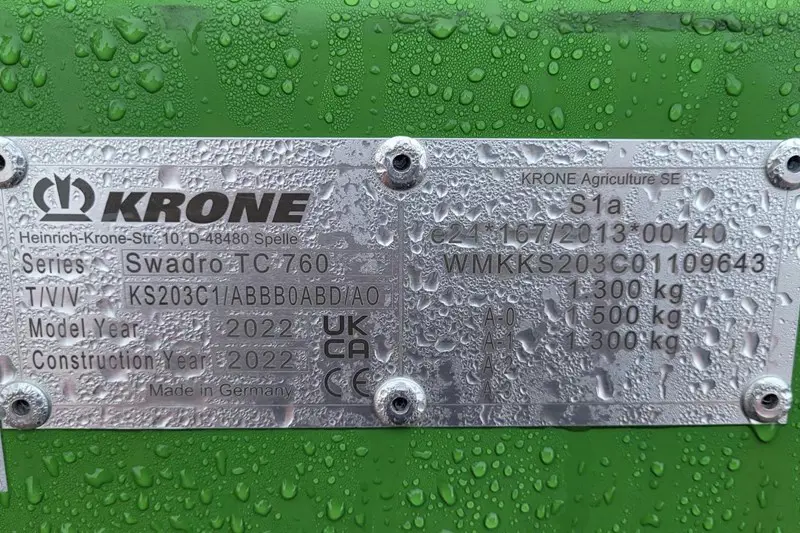 KRONE
Heinrich-Krone-Str. 10, D-48480 Spelle
Series Swadro TC 760
T/V/V KS203C1/ABBB0ABD/AO
Model Year 2022
Construction Year 2022
UK
CA
Made in Germany
CE
KRONE Agriculture SE
S1a
e24*167/2013*00140
WMKKS203C01109643
1.300 kg
A-0 1.500 kg
A-1 1.300 kg